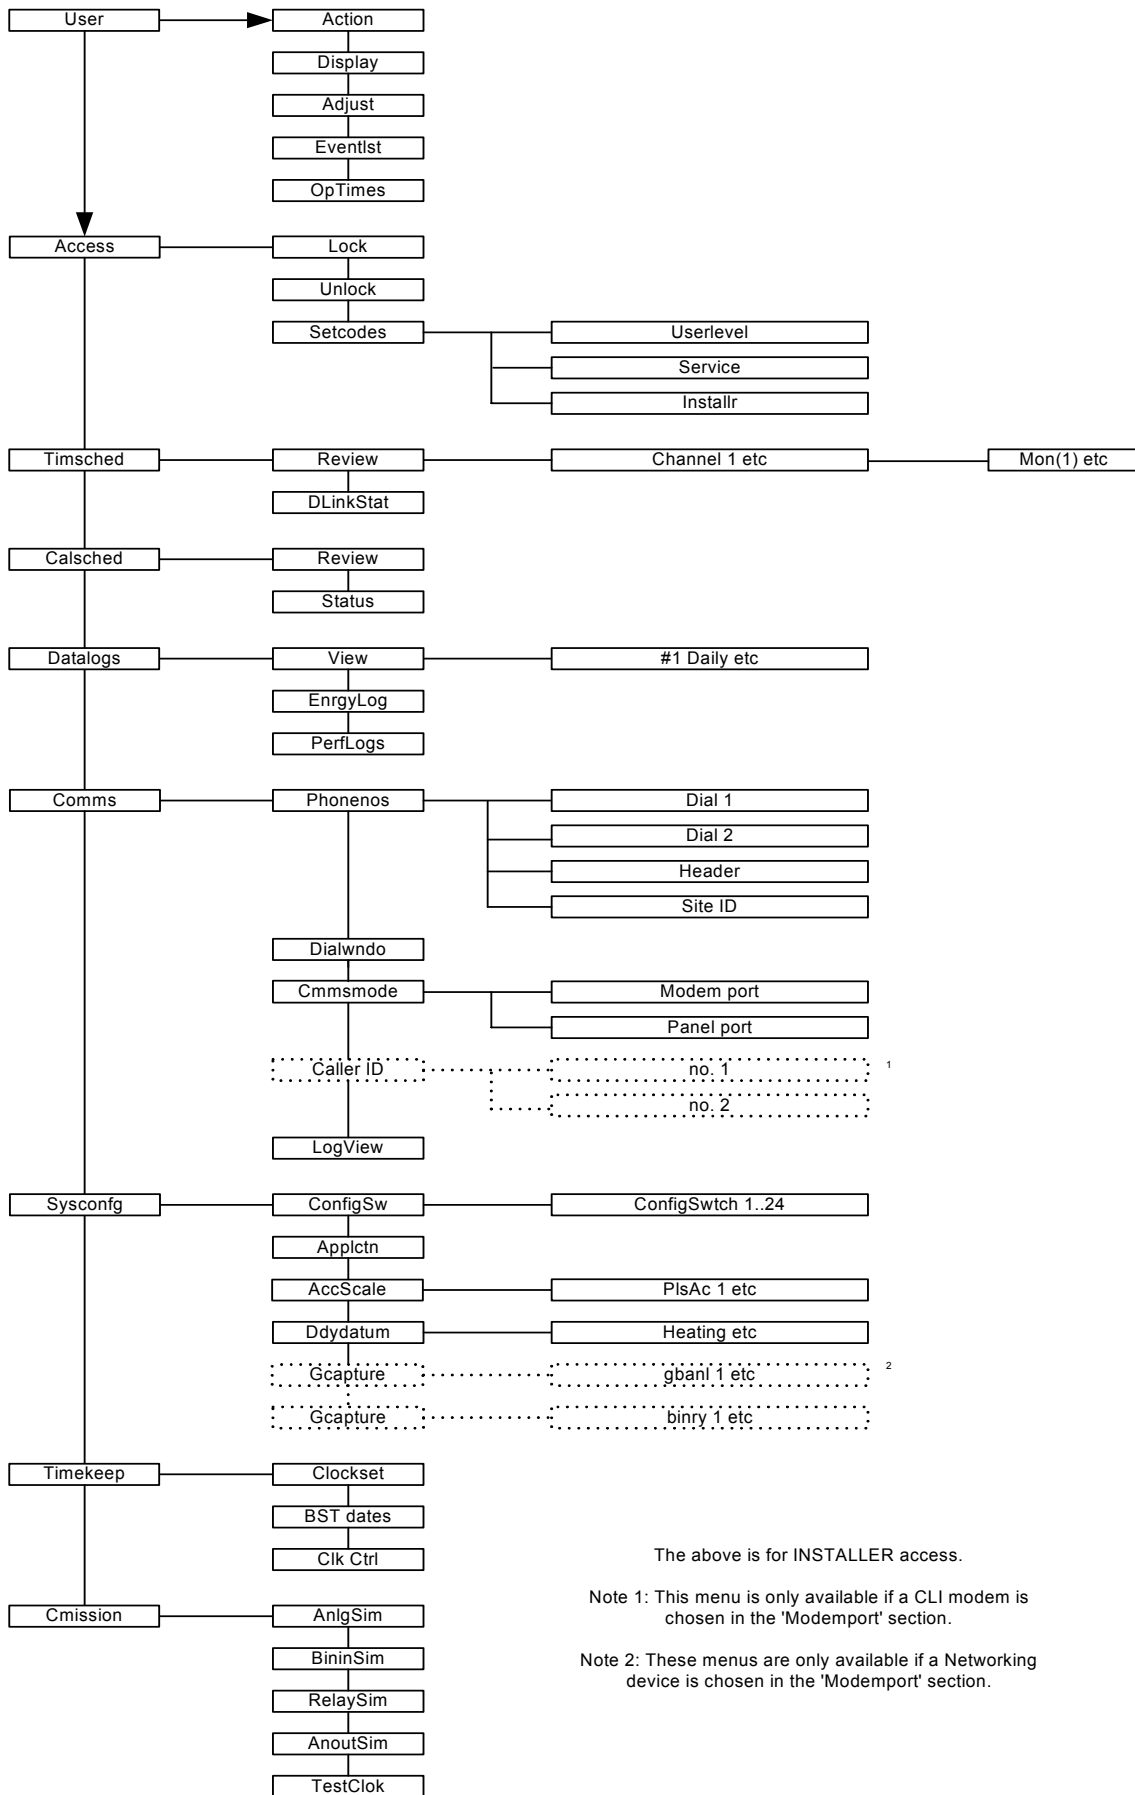 User
Action
Display
Adjust
Eventlst
OpTimes
Access
Lock
Unlock
Setcodes
Userlevel
Service
Installr
Timsched
Review
Channel 1 etc
Mon(1) etc
DLinkStat
Calsched
Review
Status
Datalogs
View
#1 Daily etc
EnrgyLog
PerfLogs
Comms
Phonenos
Dial 1
Dial 2
Header
Site ID
Dialwndo
Cmmsmode
Modem port
Panel port
Caller ID
no. 1
1
no. 2
LogView
Sysconfg
ConfigSw
ConfigSwtch 1..24
Applctn
AccScale
PlsAc 1 etc
Ddydatum
Heating etc
Gcapture
gbanl 1 etc
2
Gcapture
binry 1 etc
Timekeep
Clockset
BST dates
Clk Ctrl
The above is for INSTALLER access.
Note 1: This menu is only available if a CLI modem is
chosen in the 'Modemport' section.
Note 2: These menus are only available if a Networking
device is chosen in the 'Modemport' section.
Cmission
AnlgSim
BininSim
RelaySim
AnoutSim
TestClok